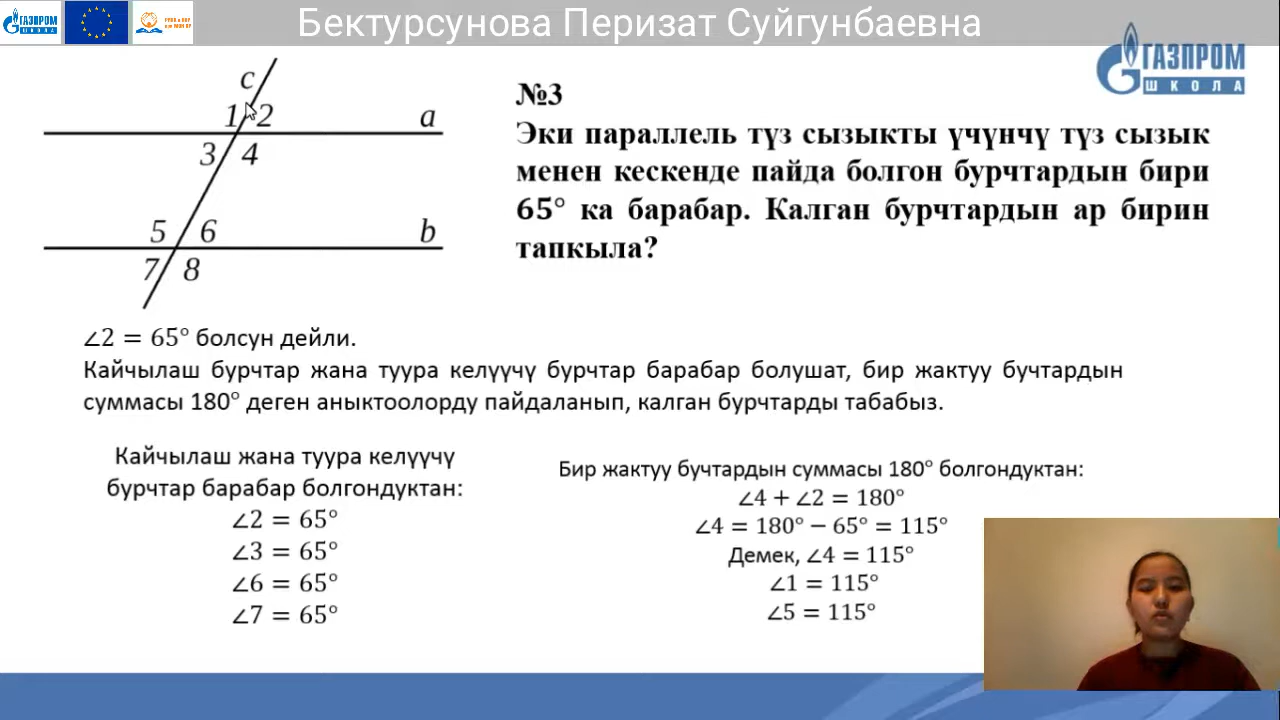 Бектурсунова Перизат Суйгунбаевна
ГАЗПРОМ
ШКОЛА
ГАЗПРОМ
ШКОЛА
c
1 2
a
3 4
5 6
b
7 8
№3
Эки параллель түз сызыкты үчүнчү түз сызык
менен кескенде пайда болгон бурчтардын бири
65° ка барабар. Калган бурчтардын ар бирин
тапкыла?
∠2 = 65° болсун дейли.
Кайчылаш бурчтар жана туура келүүчү бурчтар барабар болушат, бир жактуу бучтардын
суммасы 180° деген аныктоолорду пайдаланып, калган бурчтарды табабыз.
Кайчылаш жана туура келүүчү
бурчтар барабар болгондуктан:
∠2 = 65°
∠3 = 65°
∠6 = 65°
∠7 = 65°
Бир жактуу бучтардын суммасы 180° болгондуктан:
∠4 + ∠2 = 180°
∠4 = 180° − 65° = 115°
Демек, ∠4 = 115°
∠1 = 115°
∠5 = 115°